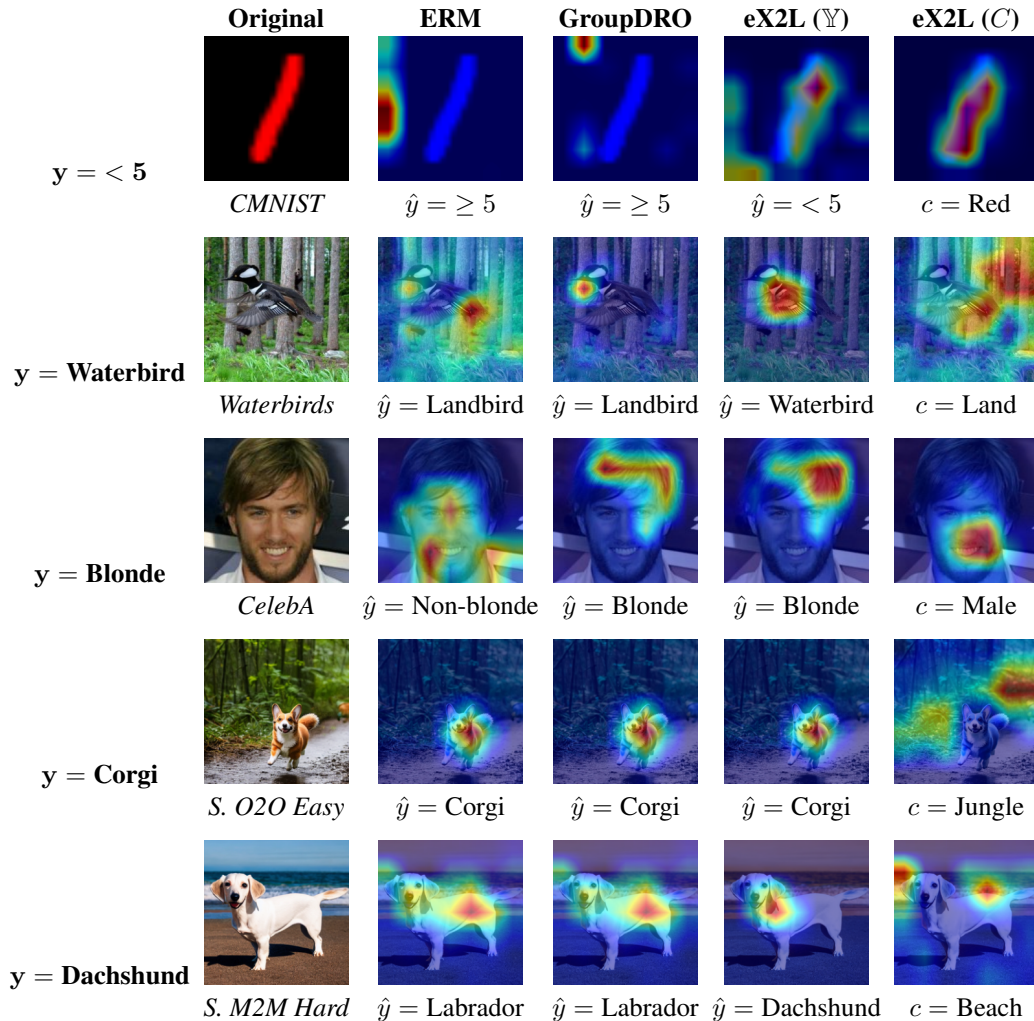 Original ERM GroupDRO eX2L (𝕐) eX2L (C)
y = < 5
CMNIST ŷ = ≥ 5 ŷ = ≥ 5 ŷ = < 5 c = Red
y = Waterbird
Waterbirds ŷ = Landbird ŷ = Landbird ŷ = Waterbird c = Land
y = Blonde
CelebA ŷ = Non-blonde ŷ = Blonde ŷ = Blonde c = Male
y = Corgi
S. O2O Easy ŷ = Corgi ŷ = Corgi ŷ = Corgi c = Jungle
y = Dachshund
S. M2M Hard ŷ = Labrador ŷ = Labrador ŷ = Dachshund c = Beach